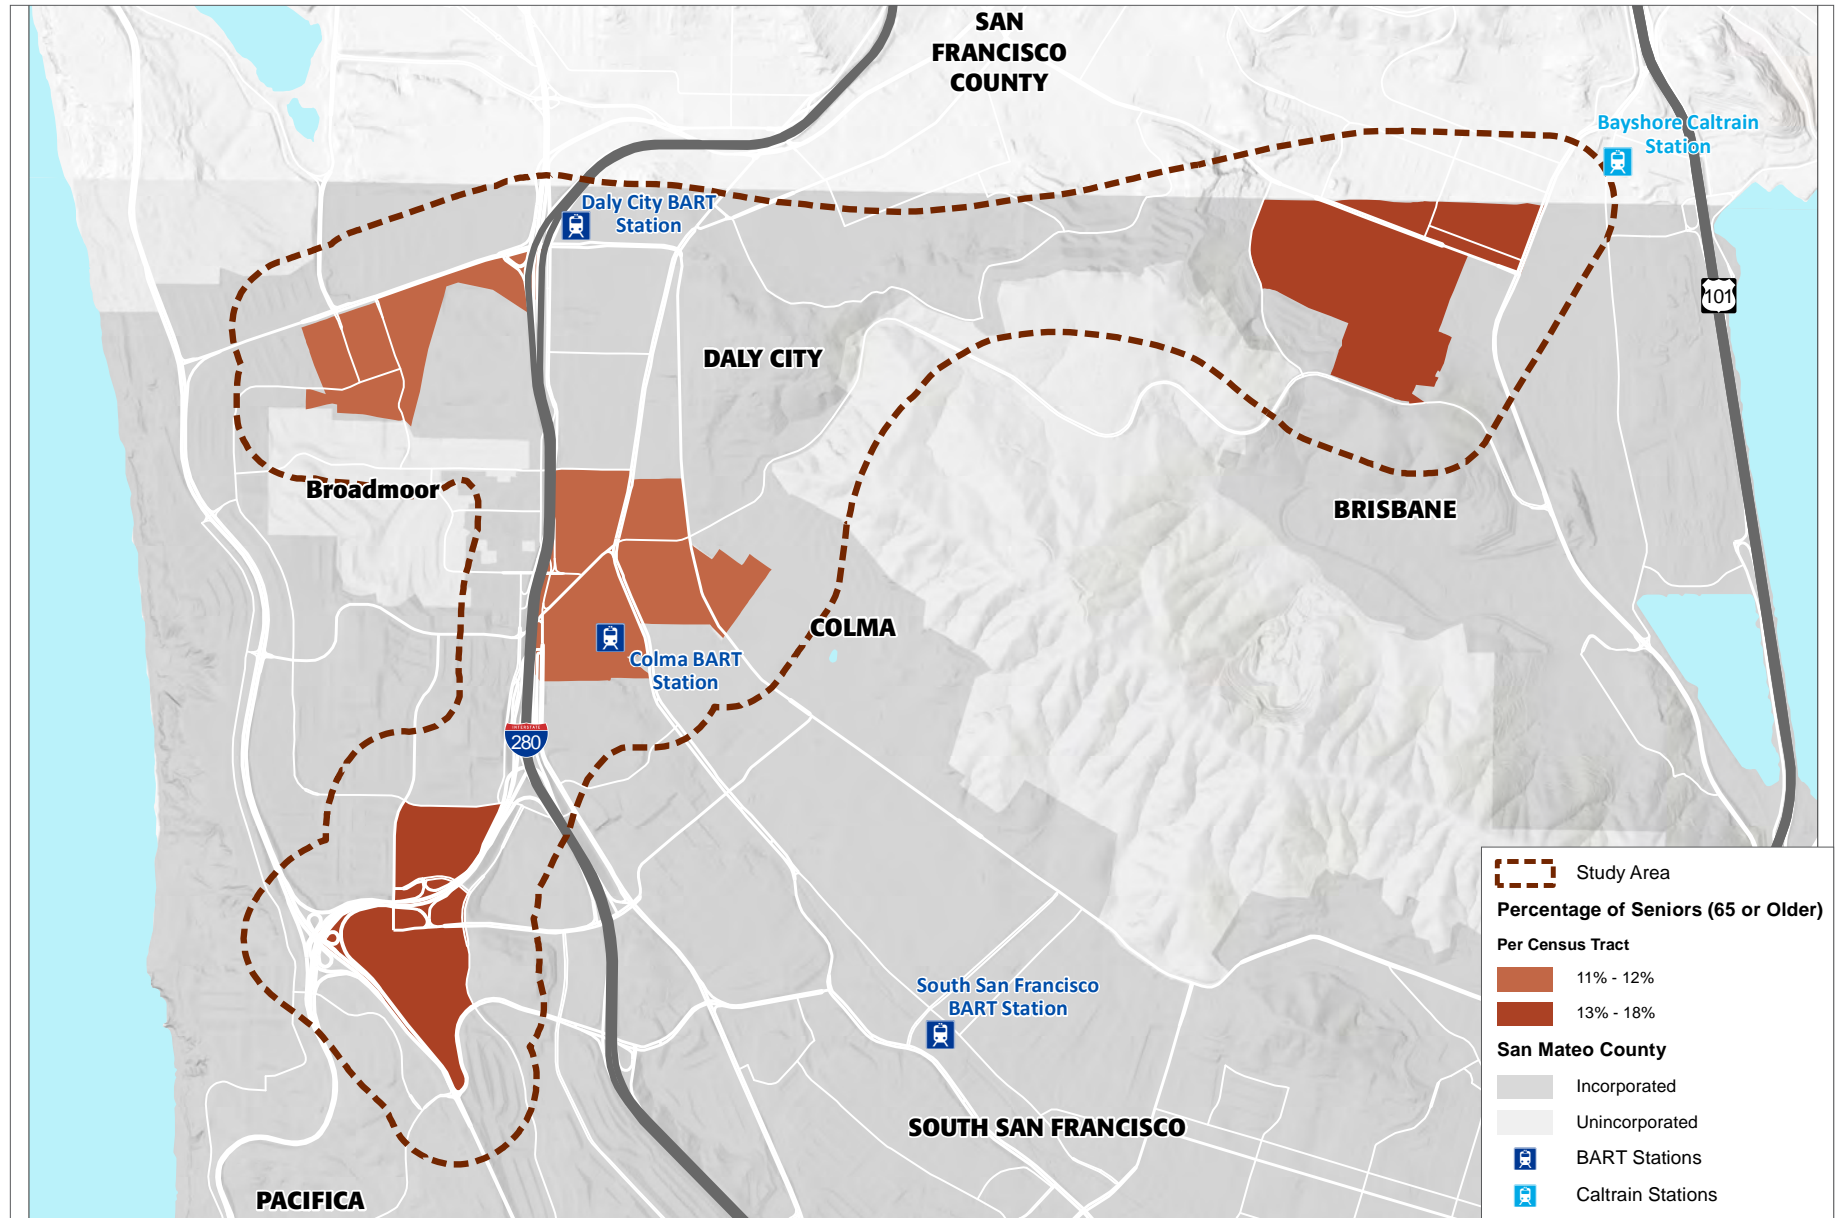 SAN
FRANCISCO
COUNTY
Bayshore Caltrain
Station
Daly City BART
Station
101
DALY CITY
Broadmoor
BRISBANE
COLMA
Colma BART
Station
INTERSTATE
280
South San Francisco
BART Station
SOUTH SAN FRANCISCO
PACIFICA
Study Area
Percentage of Seniors (65 or Older)
Per Census Tract
11% - 12%
13% - 18%
San Mateo County
Incorporated
Unincorporated
BART Stations
Caltrain Stations